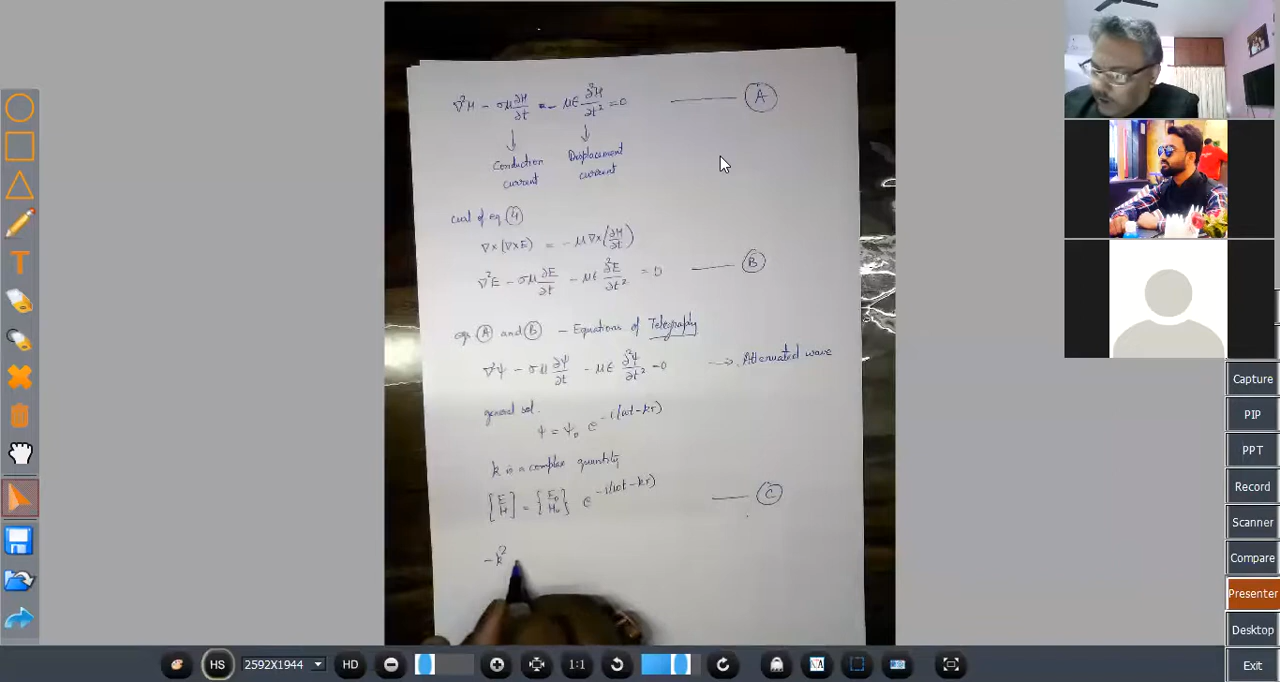 ∇²H − σμ ∂H/∂t = − με ∂²H/∂t² = 0 —— (A)
Conduction current
Displacement current
curl of eq (4)
∇×(∇×E) = −μ∇×(∂H/∂t)
∇²E − σμ ∂E/∂t − με ∂²E/∂t² = 0 —— (B)
eqn (A) and (B) – Equations of Telegraphy
∇²ψ − σμ ∂ψ/∂t − με ∂²ψ/∂t² = 0 → Attenuated wave
general sol.
ψ = ψ₀ e^−i(ωt−kr)
k is a complex quantity
[E H] = {E₀ H₀} e^−i(ωt−kr) —— (C)
−k²
T
Capture
PIP
PPT
Record
Scanner
Compare
Presenter
Desktop
Exit
HS
2592X1944
HD
1:1